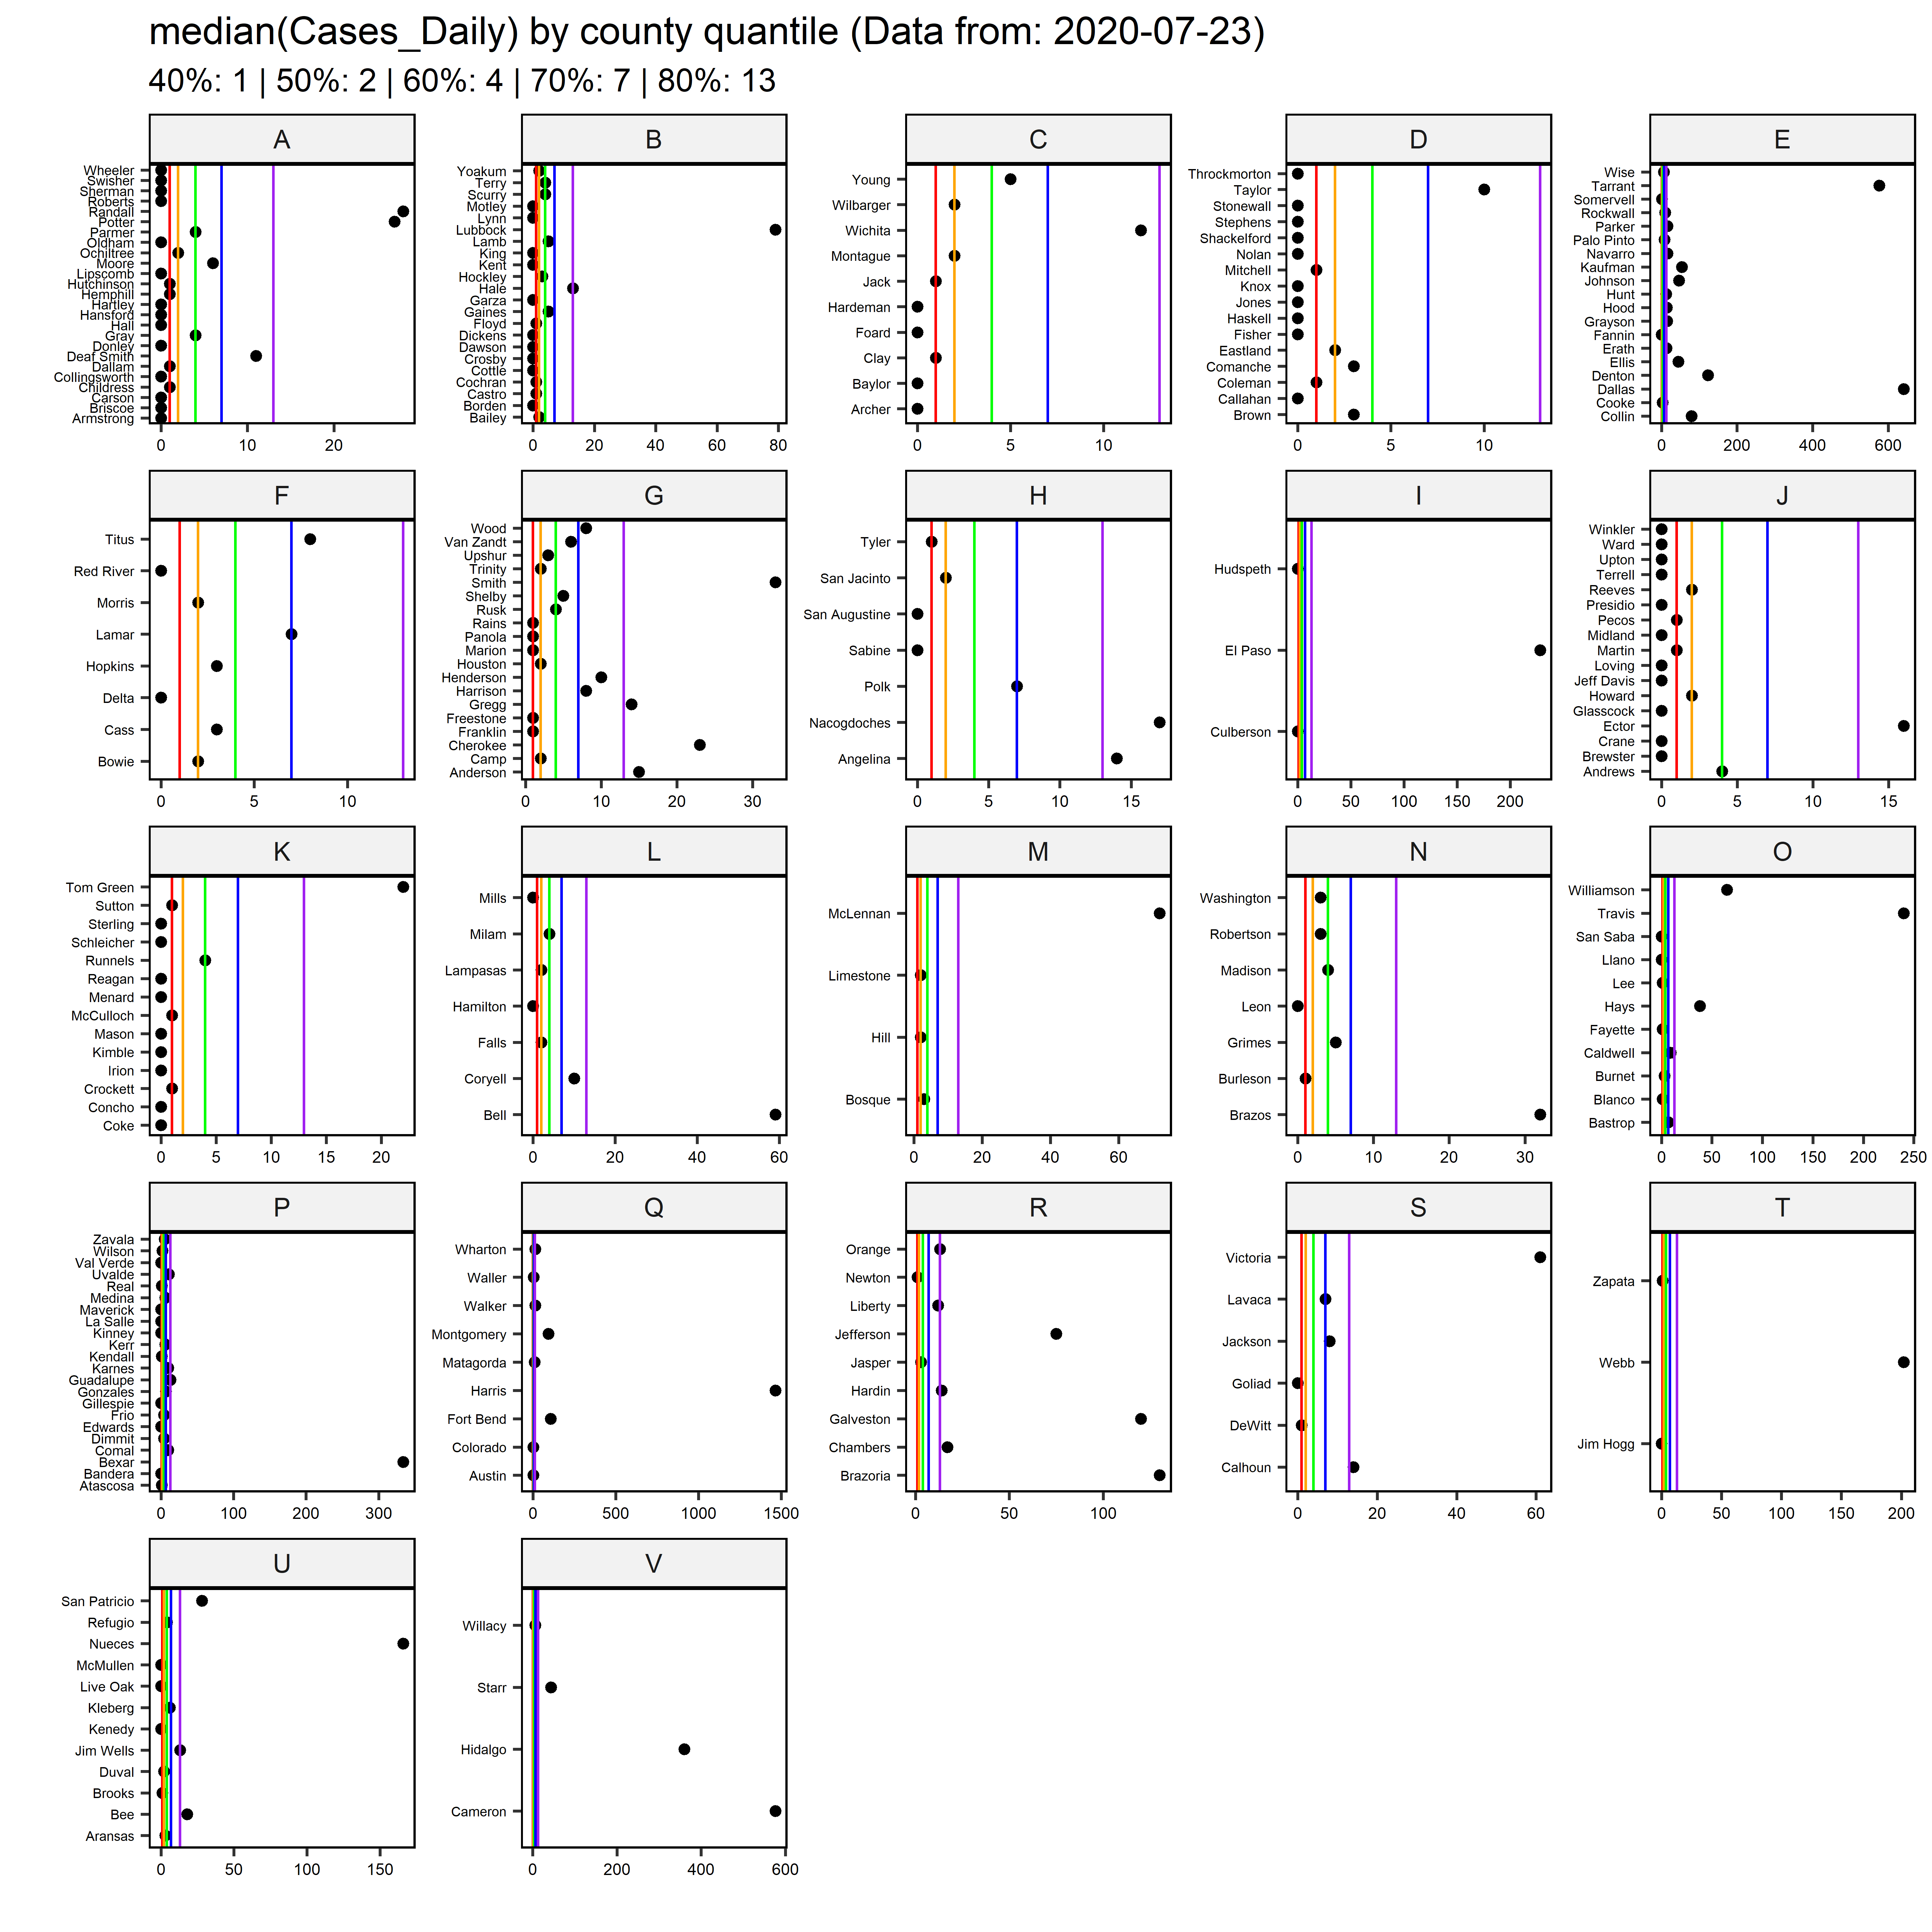 median(Cases_Daily) by county quantile (Data from: 2020-07-23)
40%: 1 | 50%: 2 | 60%: 4 | 70%: 7 | 80%: 13
A
Wheeler
Swisher
Sherman
Roberts
Randall
Potter
Parmer
Oldham
Ochiltree
Moore
Lipscomb
Hutchinson
Hemphill
Hartley
Hansford
Hall
Gray
Donley
Deaf Smith
Dallam
Collingsworth
Childress
Carson
Briscoe
Armstrong
0 10 20
B
Yoakum
Terry
Scurry
Motley
Lynn
Lubbock
Lamb
King
Kent
Hockley
Hale
Garza
Gaines
Floyd
Dickens
Dawson
Crosby
Cottle
Cochran
Castro
Borden
Bailey
0 20 40 60 80
C
Young
Wilbarger
Wichita
Montague
Jack
Hardeman
Foard
Clay
Baylor
Archer
0 5 10
D
Throckmorton
Taylor
Stonewall
Stephens
Shackelford
Nolan
Mitchell
Knox
Jones
Haskell
Fisher
Eastland
Comanche
Coleman
Callahan
Brown
0 5 10
E
Wise
Tarrant
Somervell
Rockwall
Parker
Palo Pinto
Navarro
Kaufman
Johnson
Hunt
Hood
Grayson
Fannin
Erath
Ellis
Denton
Dallas
Cooke
Collin
0 200 400 600
F
Titus
Red River
Morris
Lamar
Hopkins
Delta
Cass
Bowie
0 5 10
G
Wood
Van Zandt
Upshur
Trinity
Smith
Shelby
Rusk
Rains
Panola
Marion
Houston
Henderson
Harrison
Gregg
Freestone
Franklin
Cherokee
Camp
Anderson
0 10 20 30
H
Tyler
San Jacinto
San Augustine
Sabine
Polk
Nacogdoches
Angelina
0 5 10 15
I
Hudspeth
El Paso
Culberson
0 50 100 150 200
J
Winkler
Ward
Upton
Terrell
Reeves
Presidio
Pecos
Midland
Martin
Loving
Jeff Davis
Howard
Glasscock
Ector
Crane
Brewster
Andrews
0 5 10 15
K
Tom Green
Sutton
Sterling
Schleicher
Runnels
Reagan
Menard
McCulloch
Mason
Kimble
Irion
Crockett
Concho
Coke
0 5 10 15 20
L
Mills
Milam
Lampasas
Hamilton
Falls
Coryell
Bell
0 20 40 60
M
McLennan
Limestone
Hill
Bosque
0 20 40 60
N
Washington
Robertson
Madison
Leon
Grimes
Burleson
Brazos
0 10 20 30
O
Williamson
Travis
San Saba
Llano
Lee
Hays
Fayette
Caldwell
Burnet
Blanco
Bastrop
0 50 100 150 200 250
P
Zavala
Wilson
Val Verde
Uvalde
Real
Medina
Maverick
La Salle
Kinney
Kerr
Kendall
Karnes
Guadalupe
Gonzales
Gillespie
Frio
Edwards
Dimmit
Comal
Bexar
Bandera
Atascosa
0 100 200 300
Q
Wharton
Waller
Walker
Montgomery
Matagorda
Harris
Fort Bend
Colorado
Austin
0 500 1000 1500
R
Orange
Newton
Liberty
Jefferson
Jasper
Hardin
Galveston
Chambers
Brazoria
0 50 100
S
Victoria
Lavaca
Jackson
Goliad
DeWitt
Calhoun
0 20 40 60
T
Zapata
Webb
Jim Hogg
0 50 100 150 200
U
San Patricio
Refugio
Nueces
McMullen
Live Oak
Kleberg
Kenedy
Jim Wells
Duval
Brooks
Bee
Aransas
0 50 100 150
V
Willacy
Starr
Hidalgo
Cameron
0 200 400 600